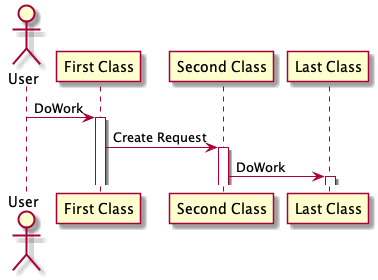 User
First Class
Second Class
Last Class
DoWork
Create Request
DoWork
User
First Class
Second Class
Last Class